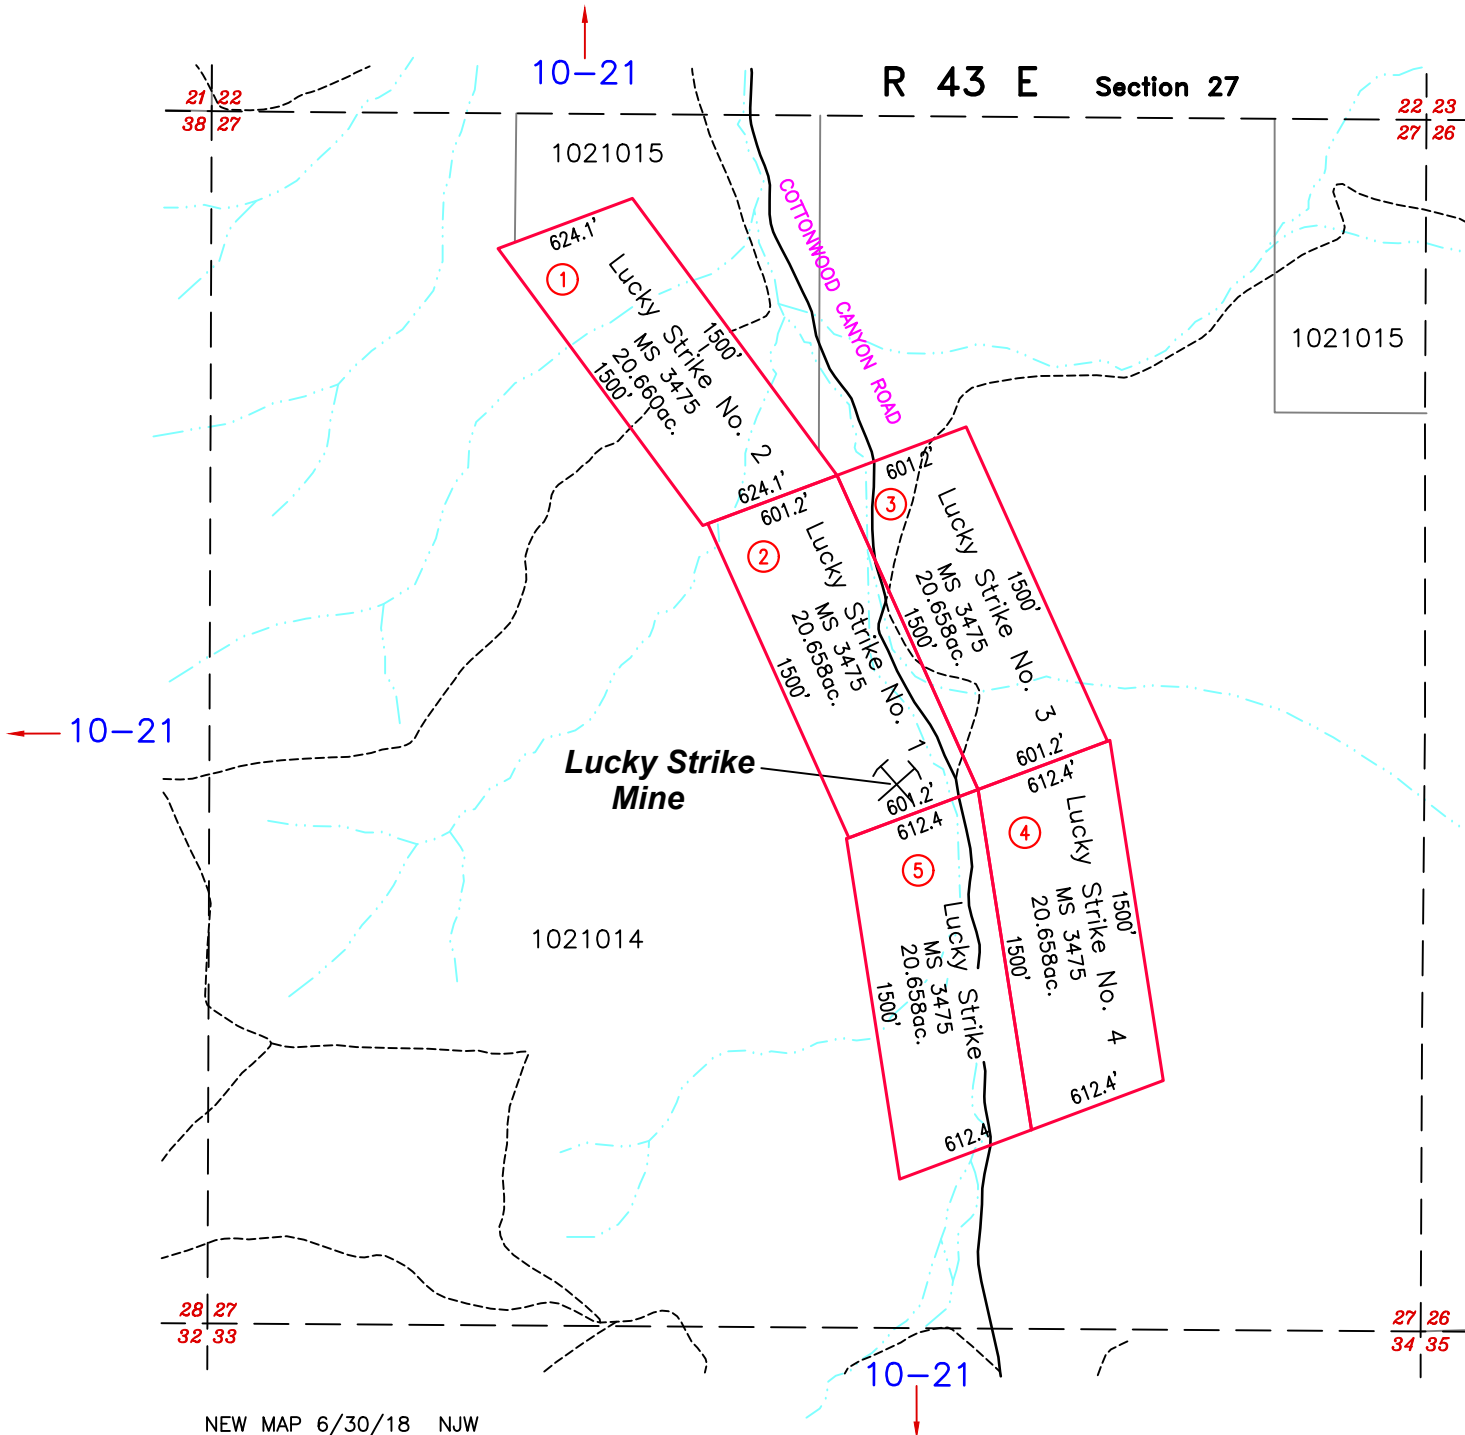 10-21
R 43 E Section 27
21 22
38 27
22 23
27 26
1021015
COTTONWOOD CANYON ROAD
1021015
624.1'
1
Lucky Strike No. 2
MS 3475
20.660ac.
1500'
1500'
624.1'
601.2'
2
Lucky Strike No. 1
MS 3475
20.658ac.
1500'
1500'
601.2'
601.2'
3
Lucky Strike No. 3
MS 3475
20.658ac.
1500'
601.2'
10-21
Lucky Strike
Mine
612.4'
4
Lucky Strike No. 4
MS 3475
20.658ac.
1500'
1500'
612.4'
612.4
5
Lucky Strike
MS 3475
20.658ac.
1500'
612.4
1021014
28 27
32 33
27 26
34 35
10-21
NEW MAP 6/30/18 NJW